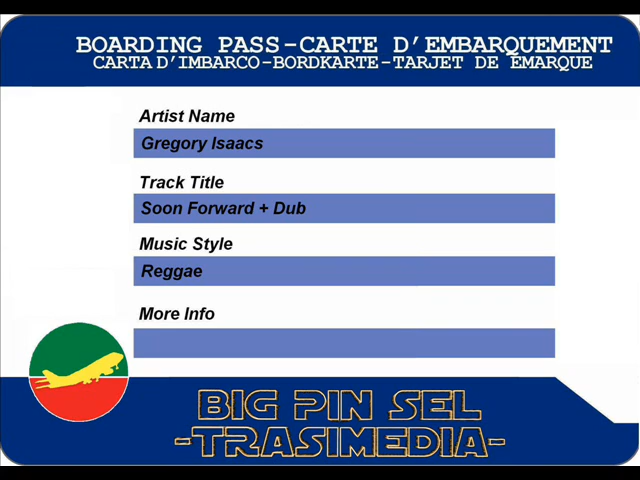 BOARDING PASS-CARTE D'EMBARQUEMENT
CARTA D'IMBARCO-BORDKARTE-TARJET DE EMARQUE
Artist Name
Gregory Isaacs
Track Title
Soon Forward + Dub
Music Style
Reggae
More Info
BIG PIN SEL
-TRASIMEDIA-